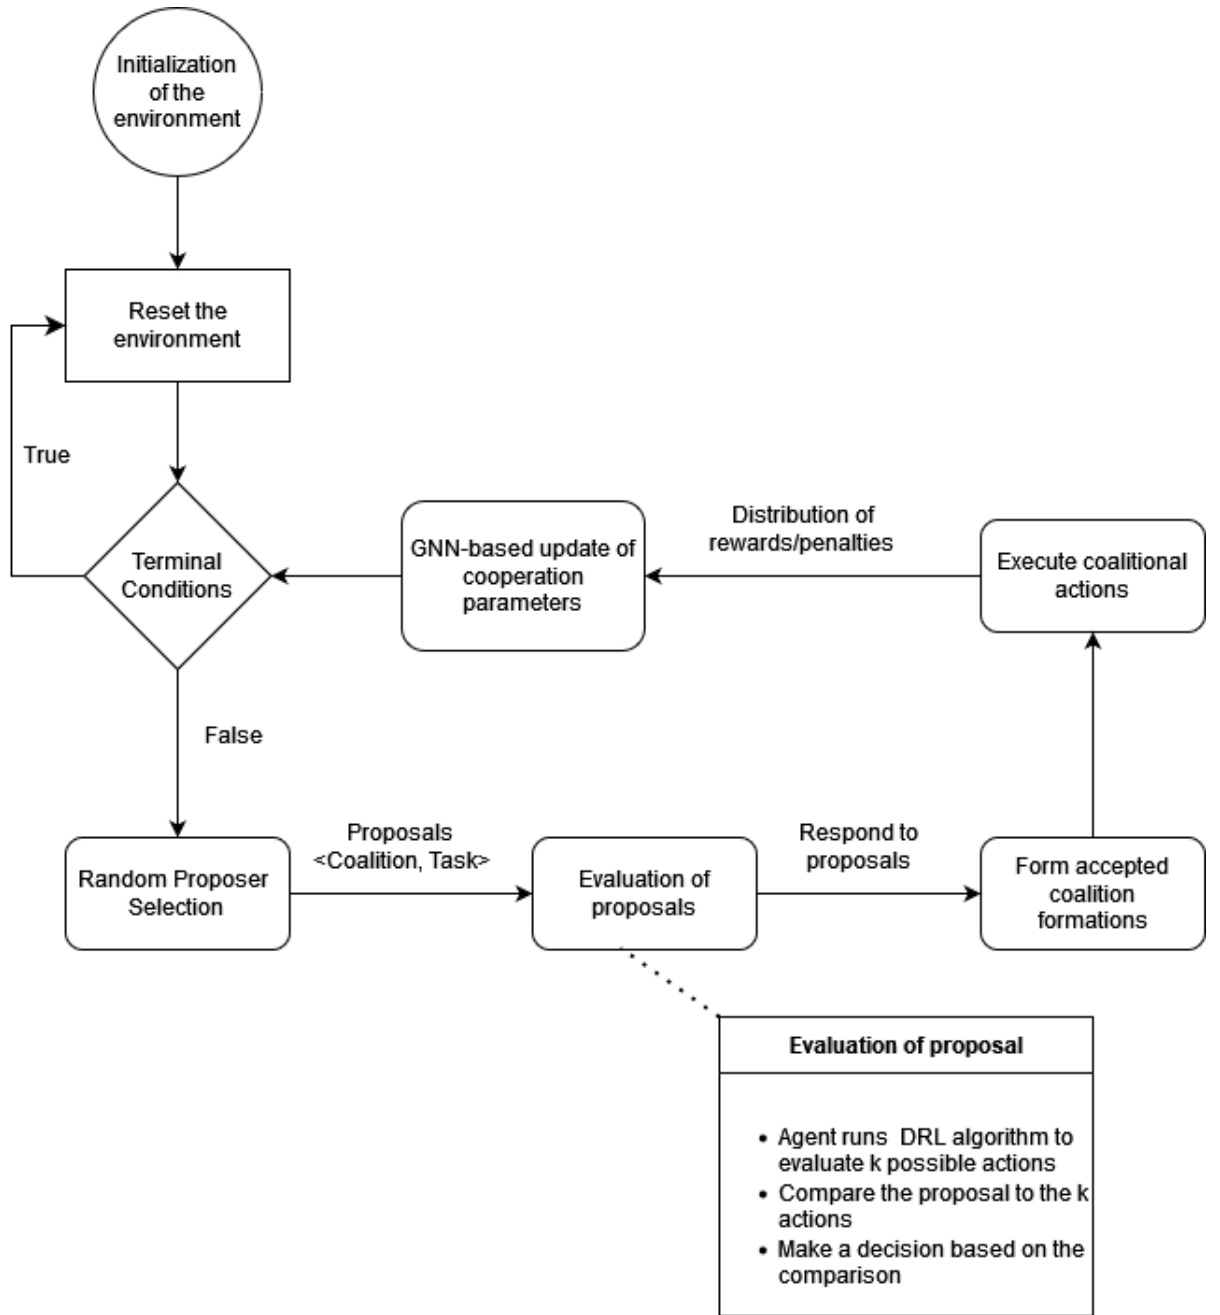 Initialization
of the
environment
Reset the
environment
True
Terminal
Conditions
GNN-based update of
cooperation
parameters
Distribution of
rewards/penalties
Execute coalitional
actions
False
Random Proposer
Selection
Proposals
<Coalition, Task>
Evaluation of
proposals
Respond to
proposals
Form accepted
coalition
formations
Evaluation of proposal
• Agent runs DRL algorithm to
evaluate k possible actions
• Compare the proposal to the k
actions
• Make a decision based on the
comparison